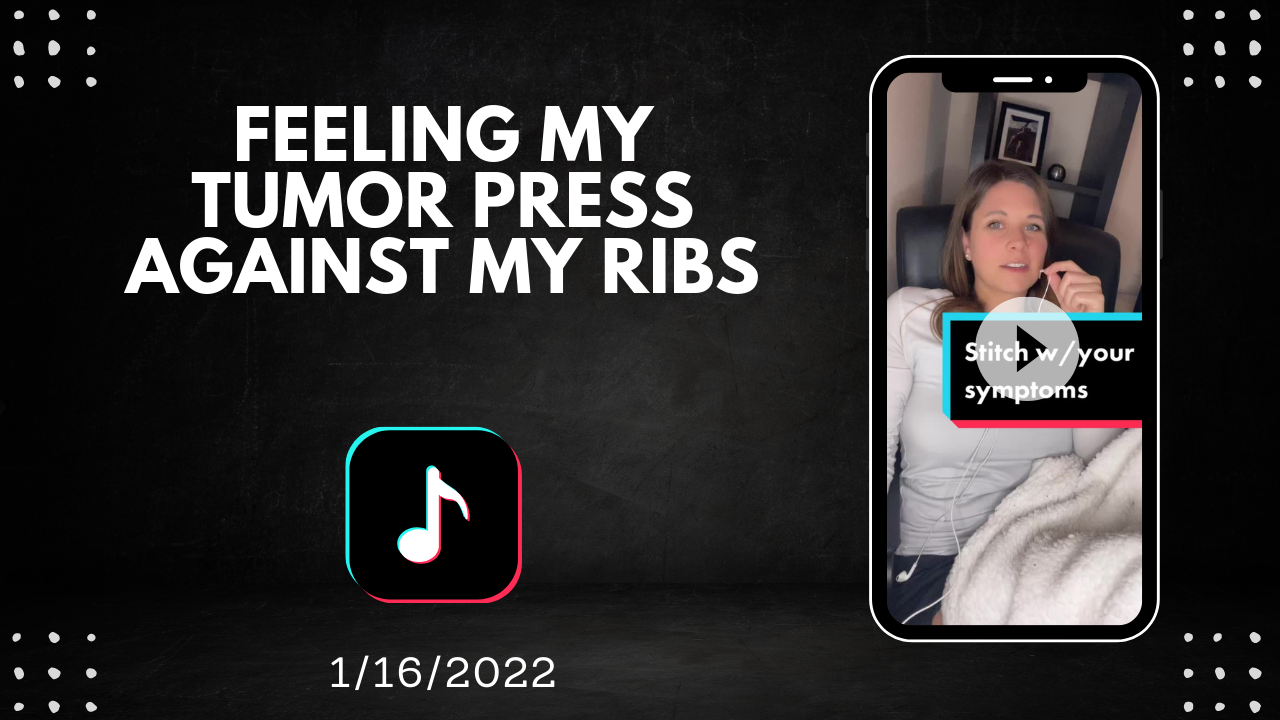 FEELING MY
TUMOR PRESS
AGAINST MY RIBS
Stitch w/your
symptoms
1/16/2022